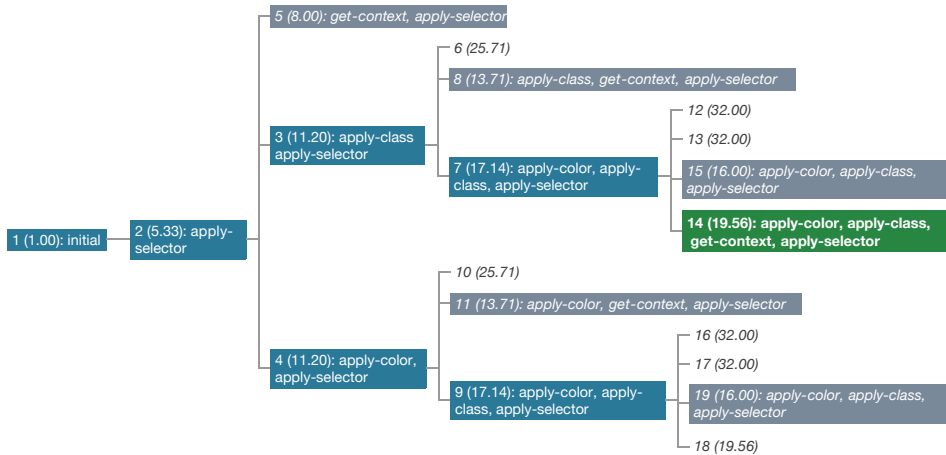 1 (1.00): initial
2 (5.33): apply-
selector
5 (8.00): get-context, apply-selector
3 (11.20): apply-class
apply-selector
6 (25.71)
8 (13.71): apply-class, get-context, apply-selector
7 (17.14): apply-color, apply-
class, apply-selector
12 (32.00)
13 (32.00)
15 (16.00): apply-color, apply-class,
apply-selector
14 (19.56): apply-color, apply-class,
get-context, apply-selector
4 (11.20): apply-color,
apply-selector
10 (25.71)
11 (13.71): apply-color, get-context, apply-selector
9 (17.14): apply-color, apply-
class, apply-selector
16 (32.00)
17 (32.00)
19 (16.00): apply-color, apply-class,
apply-selector
18 (19.56)